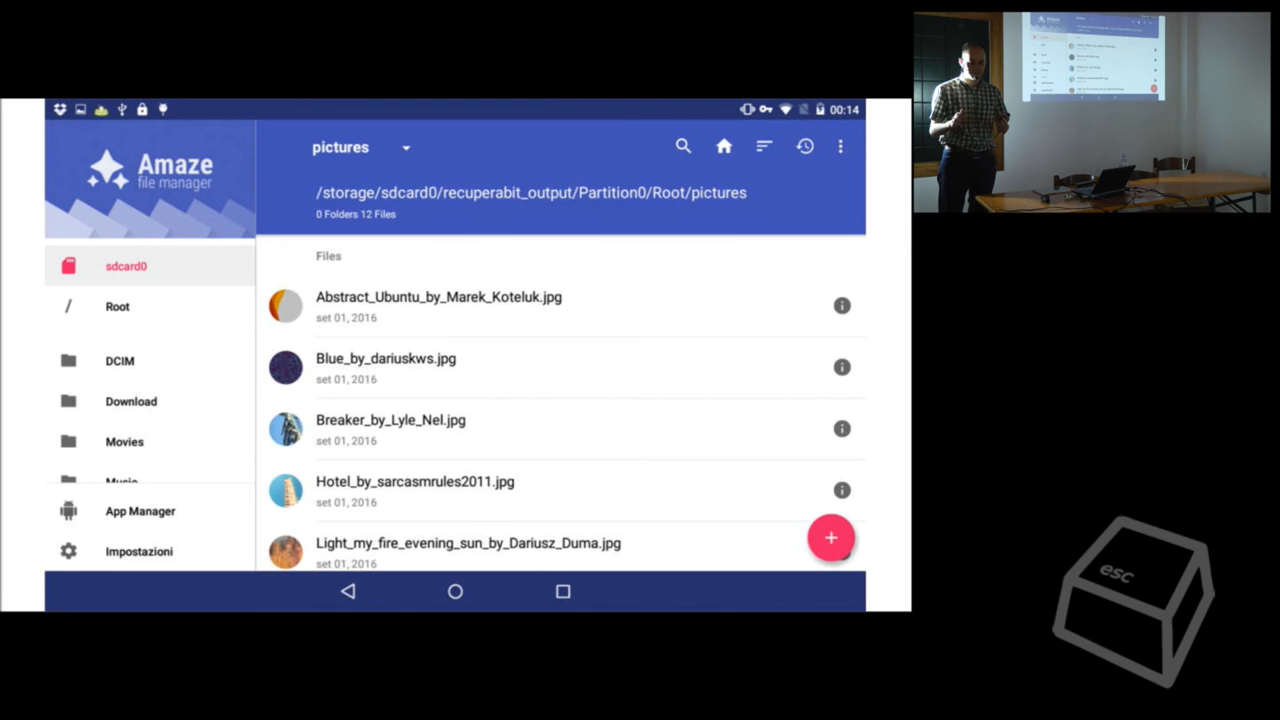 00:14
Amaze
file manager
pictures
/storage/sdcard0/recuperabit_output/Partition0/Root/pictures
0 Folders 12 Files
sdcard0
Root
DCIM
Download
Movies
Music
App Manager
Impostazioni
Files
Abstract_Ubuntu_by_Marek_Koteluk.jpg
set 01, 2016
Blue_by_dariuskws.jpg
set 01, 2016
Breaker_by_Lyle_Nel.jpg
set 01, 2016
Hotel_by_sarcasmrules2011.jpg
set 01, 2016
Light_my_fire_evening_sun_by_Dariusz_Duma.jpg
set 01, 2016
esc